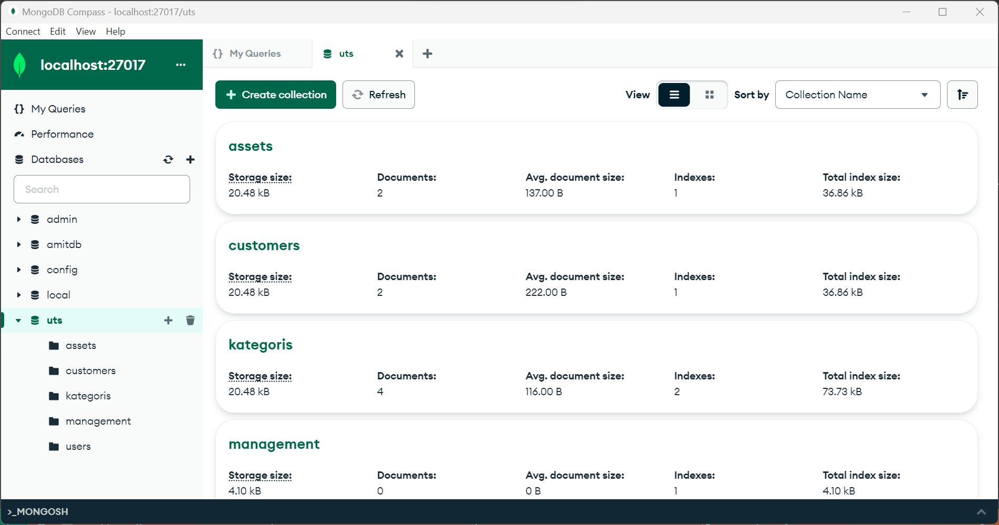 MongoDB Compass - localhost:27017/uts
Connect Edit View Help
localhost:27017 ...
My Queries
Performance
Databases
Search
admin
amitdb
config
local
uts
assets
customers
kategoris
management
users
{} My Queries
uts
Create collection
Refresh
View
Sort by
Collection Name
assets
Storage size: Documents: Avg. document size: Indexes: Total index size:
20.48 kB 2 137.00 B 1 36.86 kB
customers
Storage size: Documents: Avg. document size: Indexes: Total index size:
20.48 kB 2 222.00 B 1 36.86 kB
kategoris
Storage size: Documents: Avg. document size: Indexes: Total index size:
20.48 kB 4 116.00 B 2 73.73 kB
management
Storage size: Documents: Avg. document size: Indexes: Total index size:
4.10 kB 0 0 B 1 4.10 kB
>_MONGOSH